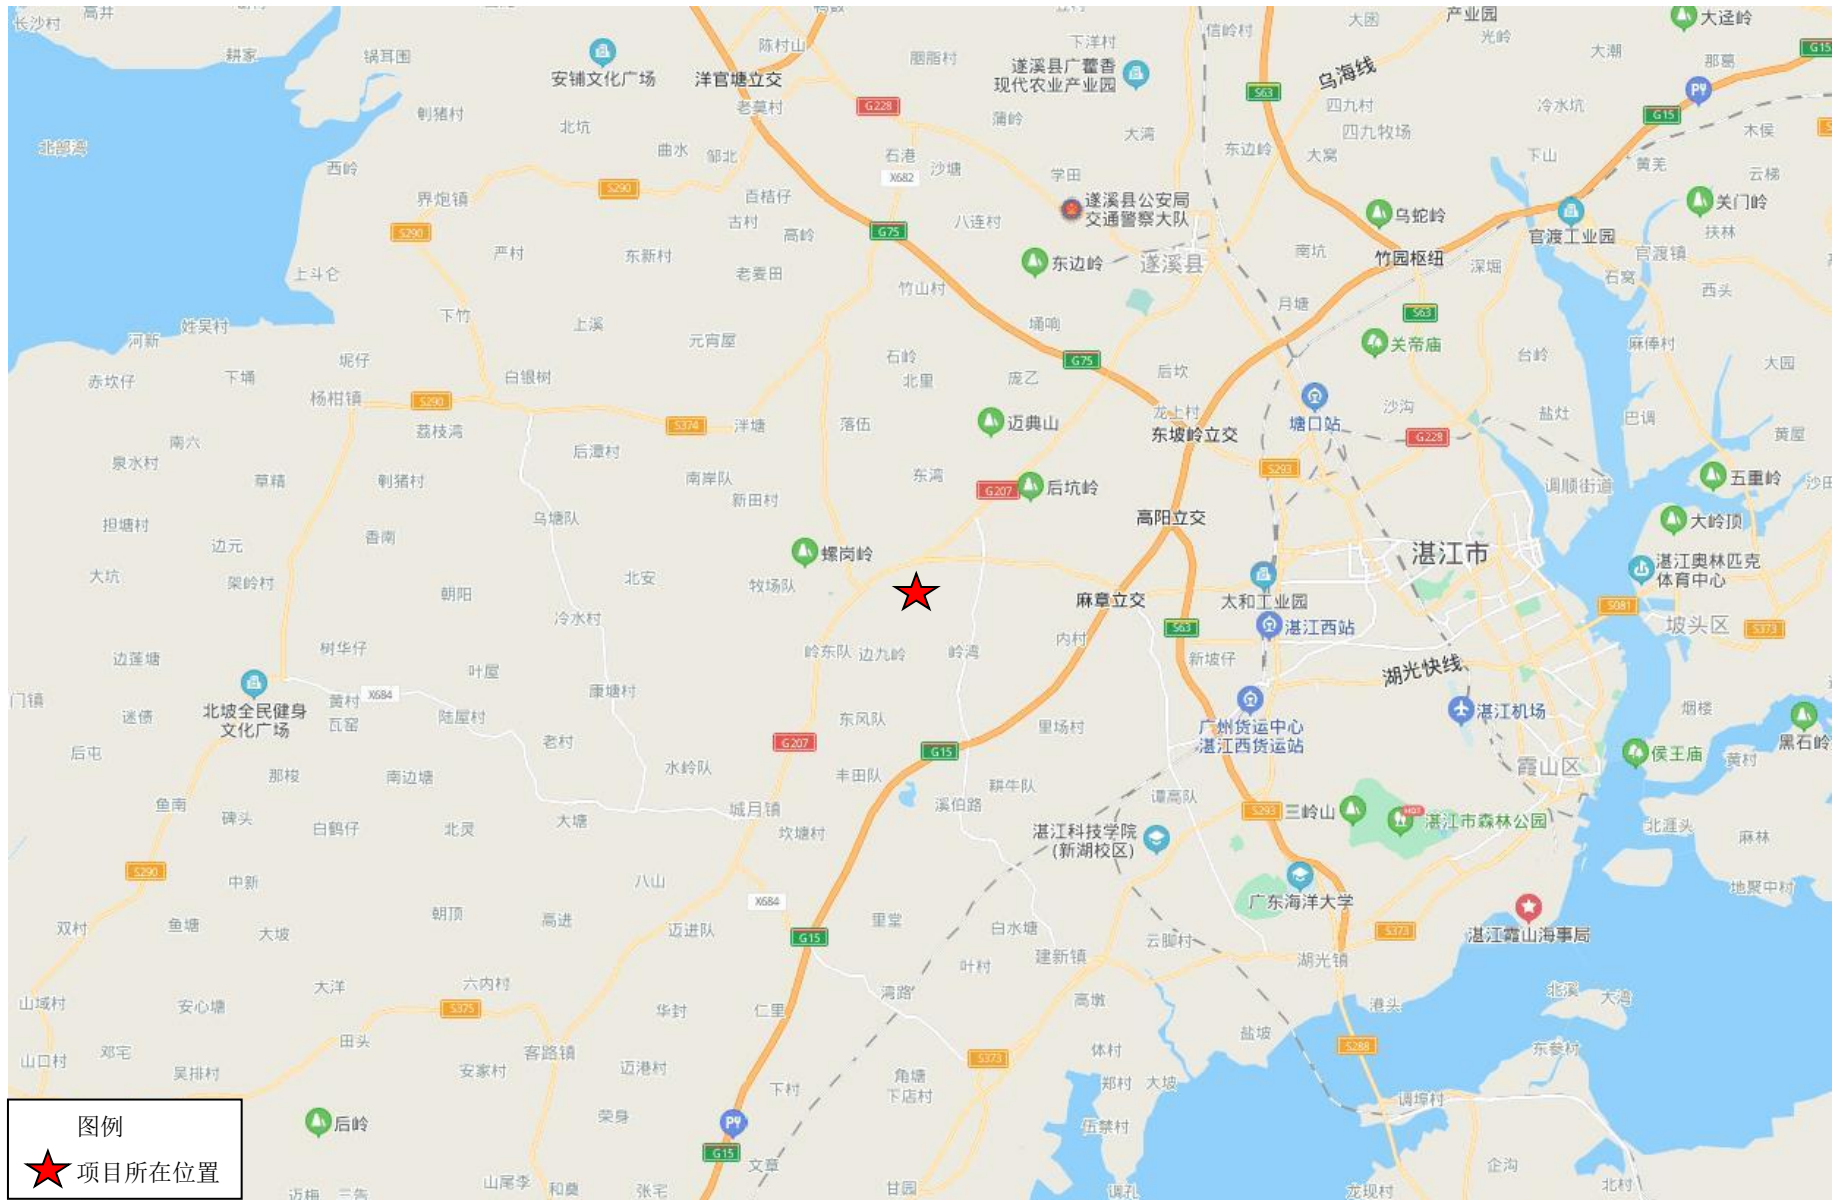 长沙村
高井
耕家
锅耳围
安铺文化广场
洋官塘立交
陈村山
胭脂村
下洋村
遂溪县广藿香
现代农业产业园
信岭村
大囷
产业园
光岭
大迳岭
大潮
那葛
G15
乌海线
S63
四九村
四九牧场
冷水坑
G15
木侯
北部湾
刜猪村
北坑
老莫村
G228
蒲岭
大湾
东边岭
大窝
下山
黄羌
云梯
西岭
曲水
邹北
石港
沙塘
X682
学田
界炮镇
S290
百桔仔
古村
高岭
G75
八连村
遂溪县公安局
交通警察大队
乌蛇岭
官渡工业园
关门岭
扶林
S290
严村
东新村
老麦田
东边岭
遂溪县
南坑
竹园枢纽
深堀
官渡镇
石窝
西头
上斗仑
竹山村
月塘
S63
姓吴村
河新
下竹
上溪
元宵屋
埇响
关帝庙
台岭
麻俸村
大园
坭仔
石岭
北里
庞乙
G75
后坎
赤坎仔
下埇
杨柑镇
白银树
S290
塘口站
沙沟
盐灶
巴调
荔枝湾
S374
泮塘
落伍
迈典山
龙上村
东坡岭立交
G228
黄屋
南六
泉水村
后潭村
S293
草精
刜猪村
南岸队
新田村
东湾
G207
后坑岭
调顺街道
五重岭
沙田
担塘村
乌塘队
高阳立交
大岭顶
边元
香南
螺岗岭
湛江市
湛江奥林匹克
体育中心
大坑
架岭村
朝阳
北安
牧场队
麻章立交
太和工业园
S081
冷水村
S63
湛江西站
坡头区
S373
树华仔
边莲塘
岭东队
边九岭
岭湾
内村
新坡仔
湖光快线
叶屋
门镇
北坡全民健身
文化广场
黄村
瓦窑
X684
康塘村
迷债
陆屋村
东风队
里场村
广州货运中心
湛江西货运站
湛江机场
烟楼
黑石岭
后屯
老村
G207
G15
侯王庙
黄村
那梭
南边塘
水岭队
丰田队
耕牛队
霞山区
鱼南
碑头
白鹤仔
北灵
大塘
城月镇
坎塘村
溪伯路
谭高队
S293
三岭山
HOT
湛江市森林公园
湛江科技学院
(新湖校区)
北涯头
麻林
S290
中新
八山
X684
广东海洋大学
地聚中村
双村
鱼塘
大坡
朝顶
高进
迈进队
G15
里堂
白水塘
云脚村
S373
湛江霞山海事局
叶村
建新镇
湖光镇
山域村
安心塘
大洋
六内村
S375
华封
仁里
湾路
高墩
港头
北溪
大湾
盐坡
田头
山口村
邓宅
吴排村
客路镇
安家村
迈港村
S373
体村
S288
东参村
下村
角塘
下店村
郑村
大坡
调埠村
图例
项目所在位置
后岭
荣身
G15
文章
伍禁村
企沟
迈梅
三告
山尾李
和奠
张宅
甘园
调孔
龙现村
北村